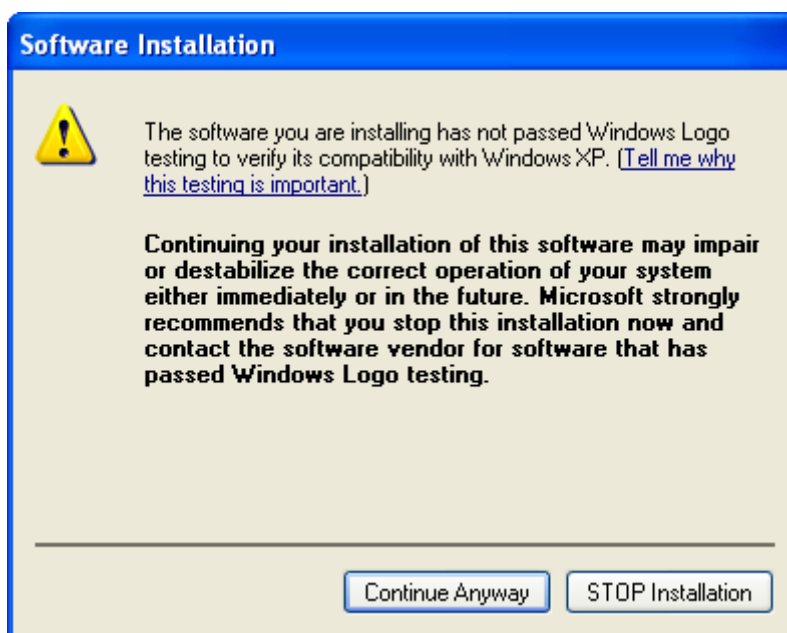 Software Installation
The software you are installing has not passed Windows Logo
testing to verify its compatibility with Windows XP. (Tell me why
this testing is important.)
Continuing your installation of this software may impair
or destabilize the correct operation of your system
either immediately or in the future. Microsoft strongly
recommends that you stop this installation now and
contact the software vendor for software that has
passed Windows Logo testing.
Continue Anyway
STOP Installation